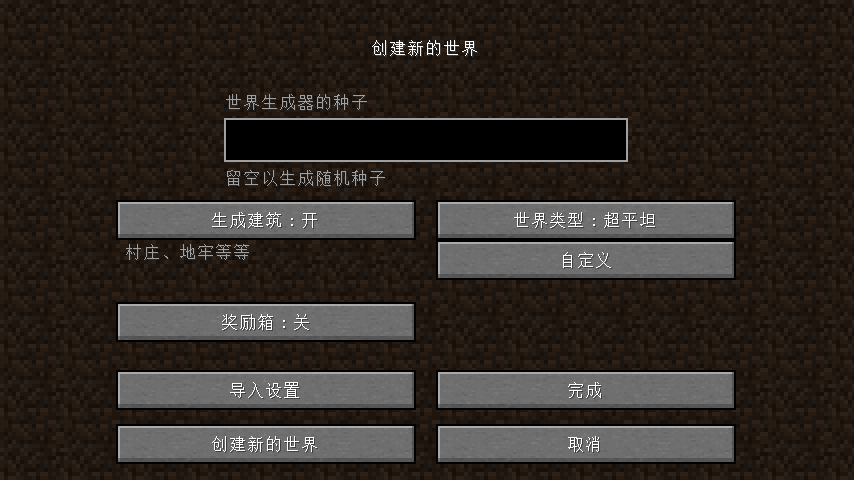 创建新的世界
世界生成器的种子
留空以生成随机种子
生成建筑：开
世界类型：超平坦
村庄、地牢等等
自定义
奖励箱：关
导入设置
完成
创建新的世界
取消